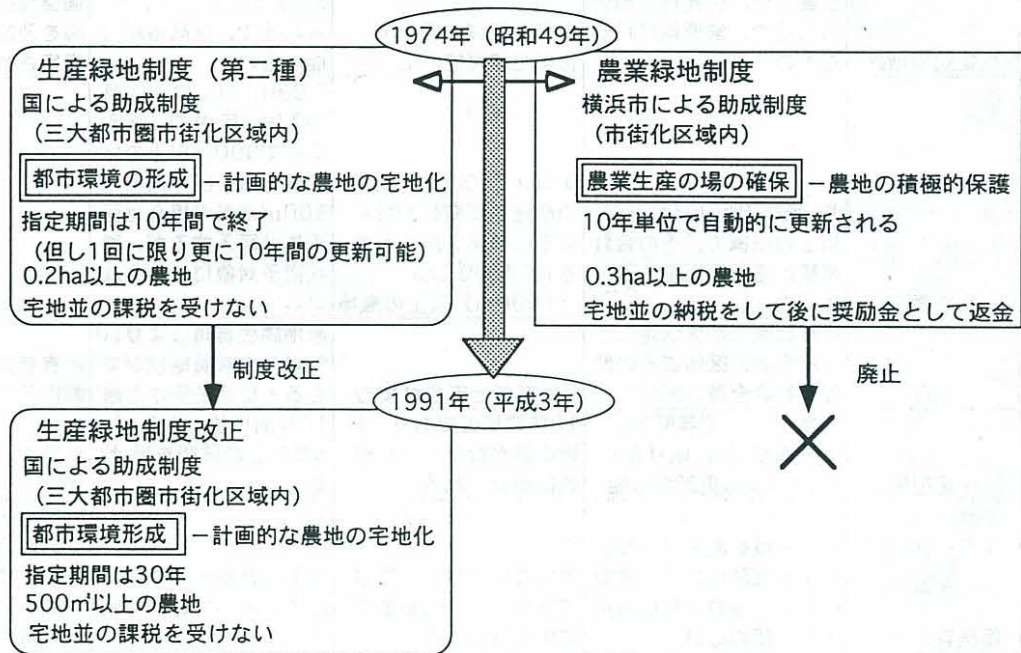 1974年（昭和49年）
生産緑地制度（第二種）
国による助成制度
（三大都市圏市街化区域内）
都市環境の形成 －計画的な農地の宅地化
指定期間は10年間で終了
（但し1回に限り更に10年間の更新可能）
0.2ha以上の農地
宅地並の課税を受けない
農業緑地制度
横浜市による助成制度
（市街化区域内）
農業生産の場の確保 －農地の積極的保護
10年単位で自動的に更新される
0.3ha以上の農地
宅地並の納税をして後に奨励金として返金
制度改正
廃止
1991年（平成3年）
生産緑地制度改正
国による助成制度
（三大都市圏市街化区域内）
都市環境形成 －計画的な農地の宅地化
指定期間は30年
500㎡以上の農地
宅地並の課税を受けない